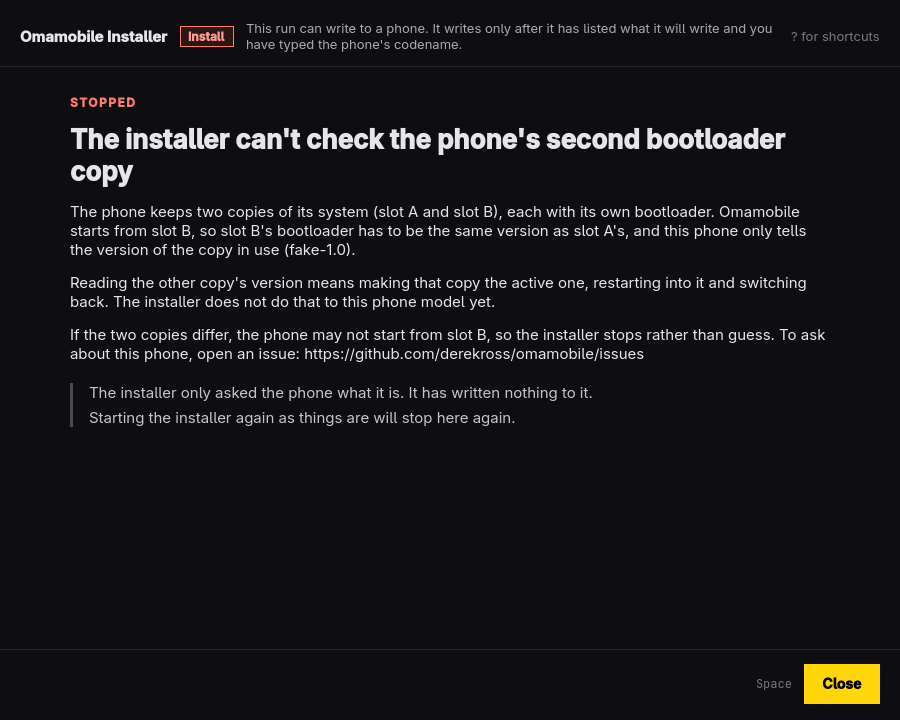 Omamobile Installer
Install
This run can write to a phone. It writes only after it has listed what it will write and you
have typed the phone's codename.
? for shortcuts
STOPPED
The installer can't check the phone's second bootloader
copy
The phone keeps two copies of its system (slot A and slot B), each with its own bootloader. Omamobile
starts from slot B, so slot B's bootloader has to be the same version as slot A's, and this phone only tells
the version of the copy in use (fake-1.0).
Reading the other copy's version means making that copy the active one, restarting into it and switching
back. The installer does not do that to this phone model yet.
If the two copies differ, the phone may not start from slot B, so the installer stops rather than guess. To ask
about this phone, open an issue: https://github.com/derekross/omamobile/issues
The installer only asked the phone what it is. It has written nothing to it.
Starting the installer again as things are will stop here again.
Space
Close